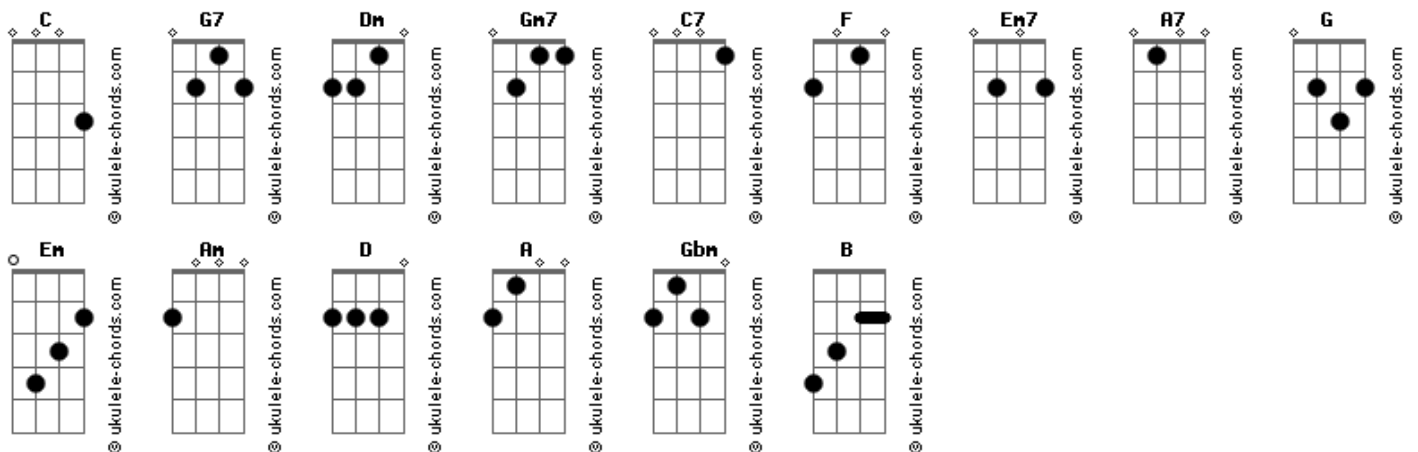 C G7 Dm Gm7 C7 F Em7 A7 G
© ukulele-chords.com © ukulele-chords.com © ukulele-chords.com © ukulele-chords.com © ukulele-chords.com © ukulele-chords.com © ukulele-chords.com © ukulele-chords.com © ukulele-chords.com
Em Am D A Gbm B
© ukulele-chords.com © ukulele-chords.com © ukulele-chords.com © ukulele-chords.com © ukulele-chords.com © ukulele-chords.com